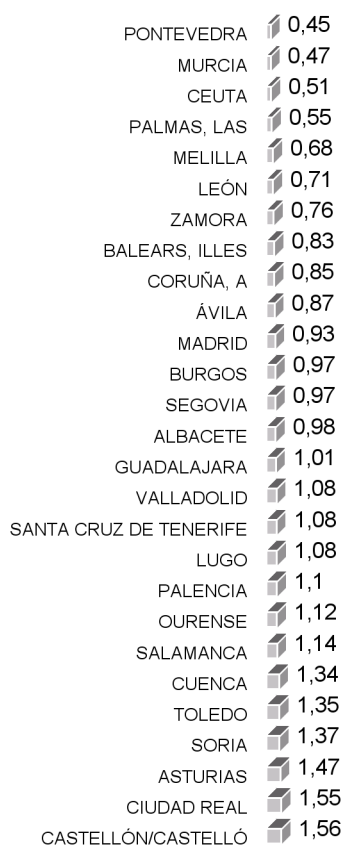 PONTEVEDRA 0,45
MURCIA 0,47
CEUTA 0,51
PALMAS, LAS 0,55
MELILLA 0,68
LEÓN 0,71
ZAMORA 0,76
BALEARS, ILLES 0,83
CORUÑA, A 0,85
ÁVILA 0,87
MADRID 0,93
BURGOS 0,97
SEGOVIA 0,97
ALBACETE 0,98
GUADALAJARA 1,01
VALLADOLID 1,08
SANTA CRUZ DE TENERIFE 1,08
LUGO 1,08
PALENCIA 1,1
OURENSE 1,12
SALAMANCA 1,14
CUENCA 1,34
TOLEDO 1,35
SORIA 1,37
ASTURIAS 1,47
CIUDAD REAL 1,55
CASTELLÓN/CASTELLÓ 1,56